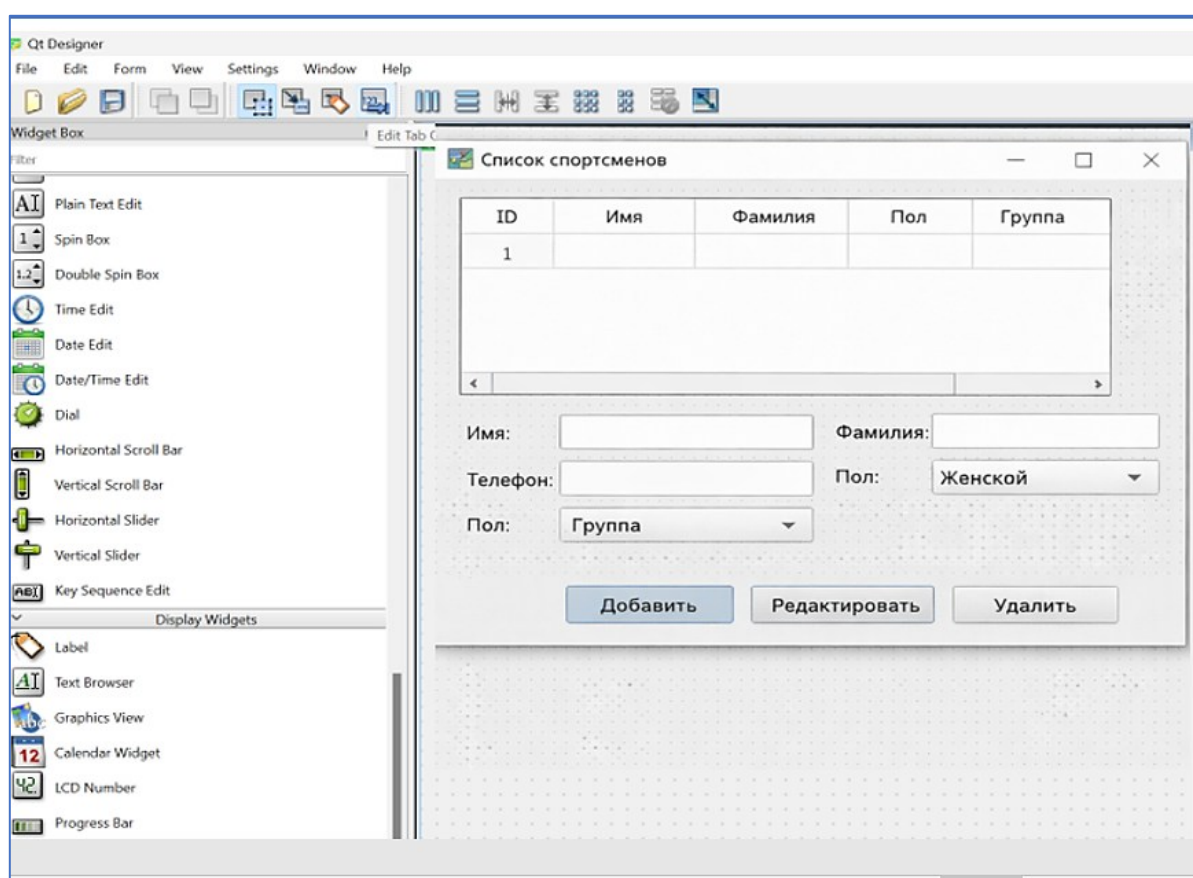 Qt Designer
File Edit Form View Settings Window Help
Widget Box
Edit Tab
Filter
Plain Text Edit
Spin Box
Double Spin Box
Time Edit
Date Edit
Date/Time Edit
Dial
Horizontal Scroll Bar
Vertical Scroll Bar
Horizontal Slider
Vertical Slider
Key Sequence Edit
Display Widgets
Label
Text Browser
Graphics View
Calendar Widget
LCD Number
Progress Bar
Список спортсменов
ID Имя Фамилия Пол Группа
1
Имя: Фамилия:
Телефон: Пол: Женской
Пол: Группа
Добавить Редактировать Удалить